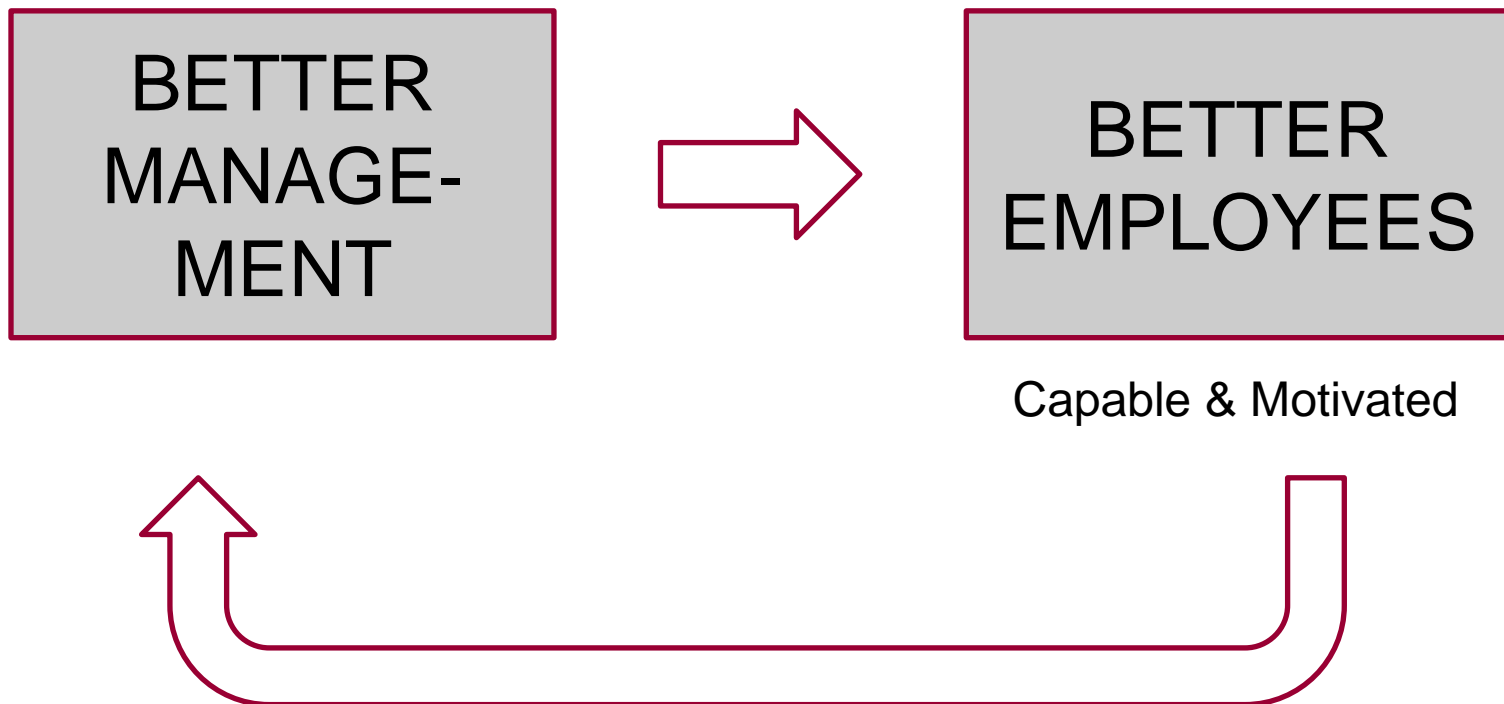 BETTER
MANAGE-
MENT
BETTER
EMPLOYEES
Capable & Motivated